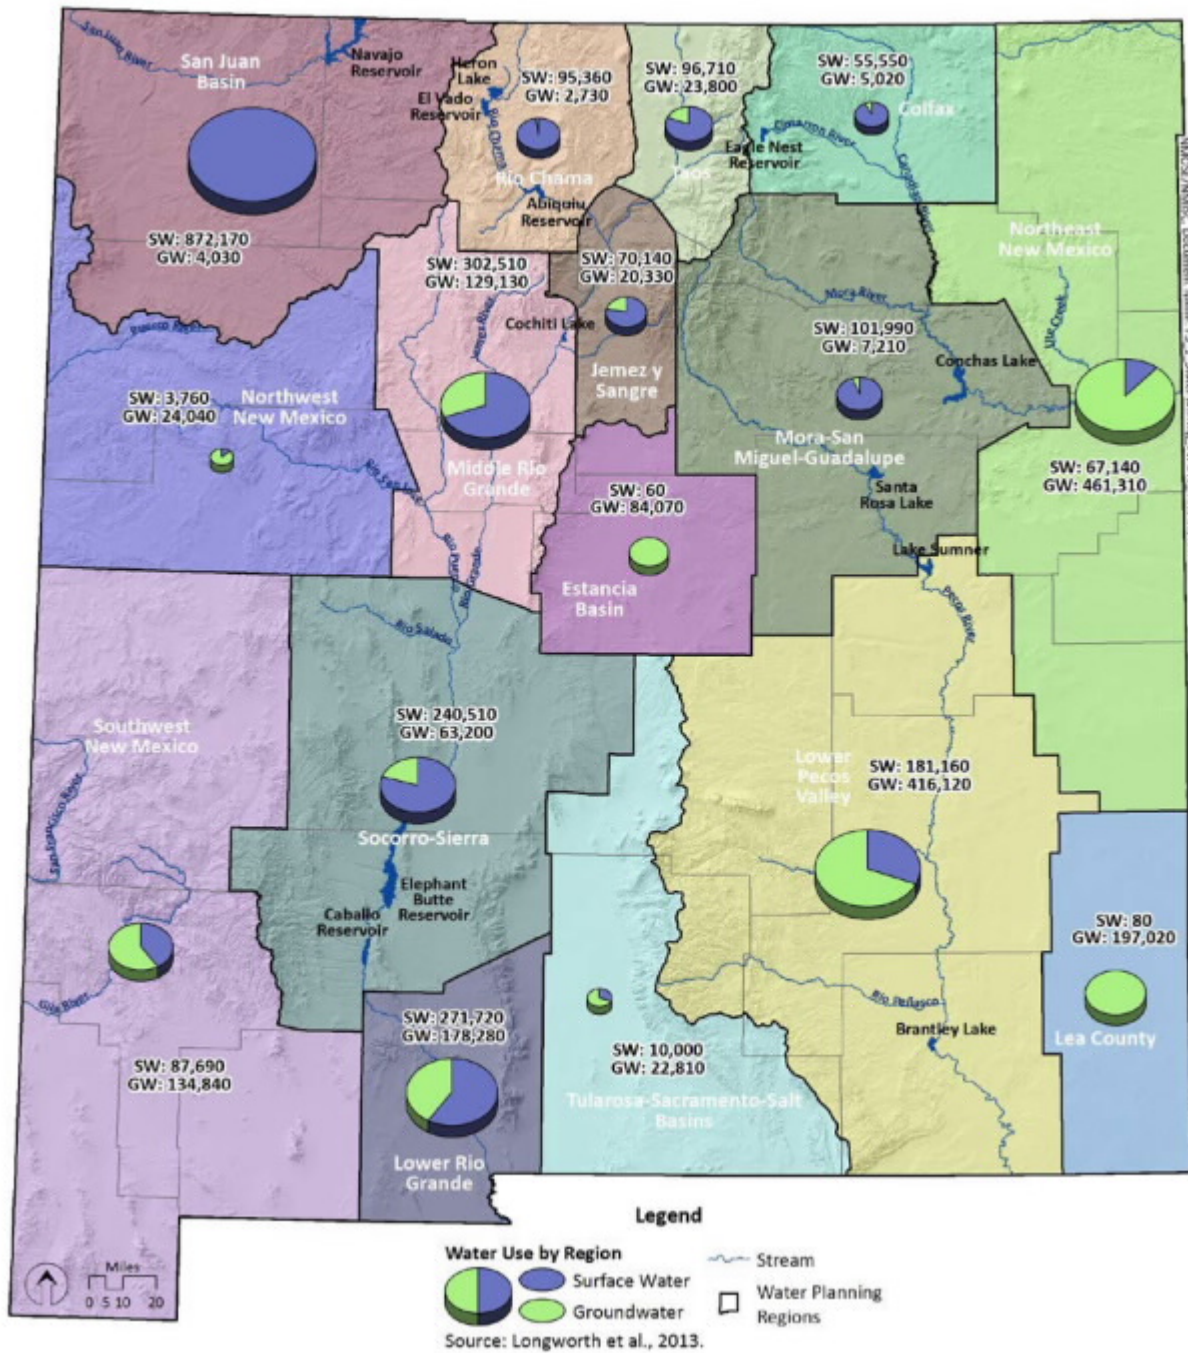 San Juan River
San Juan
Basin
Navajo
Reservoir
SW: 872,170
GW: 4,030
Heron
Lake
El Vado
Reservoir
SW: 95,360
GW: 2,730
Rio Chama
Rio Chama
Abiquiu
Reservoir
SW: 96,710
GW: 23,800
Taos
SW: 55,550
GW: 5,020
Colfax
Eagle Nest
Reservoir
Cimarron River
Canadian River
Northeast
New Mexico
Ute Creek
SW: 67,140
GW: 461,310
SW: 302,510
GW: 129,130
Cochiti Lake
Middle Rio
Grande
SW: 70,140
GW: 20,330
Jemez y
Sangre
Mora River
SW: 101,990
GW: 7,210
Conchas Lake
Mora-San
Miguel-Guadalupe
Santa
Rosa Lake
Lake Sumner
Pecos River
Puerco River
SW: 3,760
GW: 24,040
Northwest
New Mexico
Rio San Jose
Rio Puerco
SW: 60
GW: 84,070
Estancia
Basin
Rio Salado
SW: 240,510
GW: 63,200
Socorro-Sierra
Elephant
Butte
Reservoir
Caballo
Reservoir
Southwest
New Mexico
San Francisco River
Gila River
SW: 87,690
GW: 134,840
SW: 271,720
GW: 178,280
Lower Rio
Grande
SW: 10,000
GW: 22,810
Tularosa-Sacramento-Salt
Basins
Lower
Pecos
Valley
SW: 181,160
GW: 416,120
Rio Peñasco
Brantley Lake
SW: 80
GW: 197,020
Lea County
Miles
0 5 10 20
Legend
Water Use by Region
Surface Water
Groundwater
Stream
Water Planning
Regions
Source: Longworth et al., 2013.